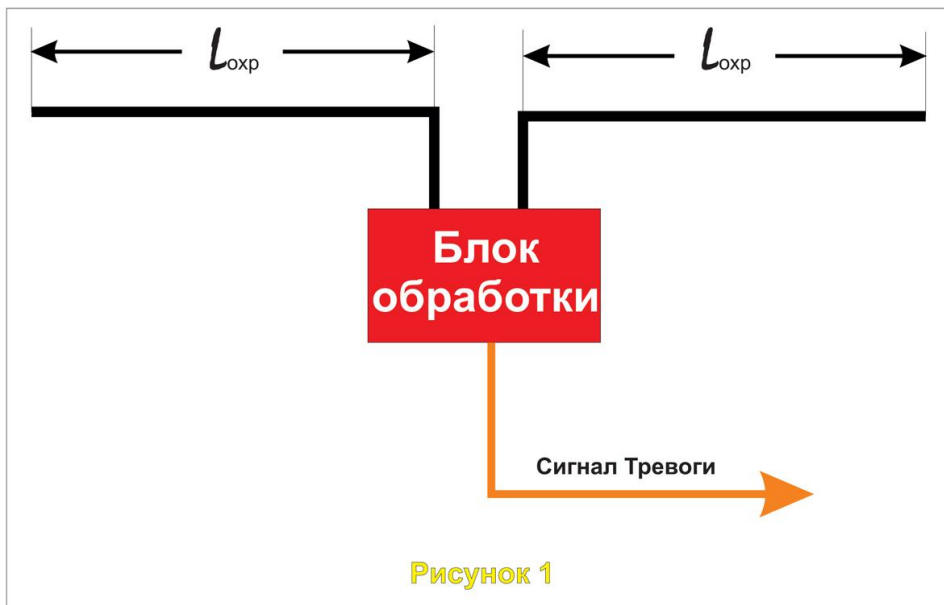 Lохр
Lохр
Блок
обработки
Сигнал Тревоги
Рисунок 1